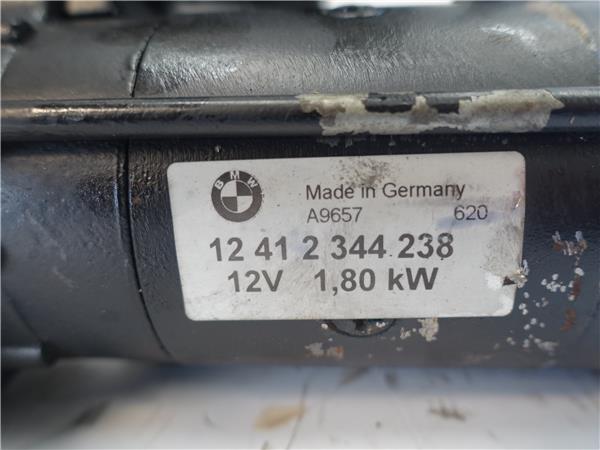 BMW
Made in Germany
A9657 620
12 41 2 344 238
12V 1,80 kW